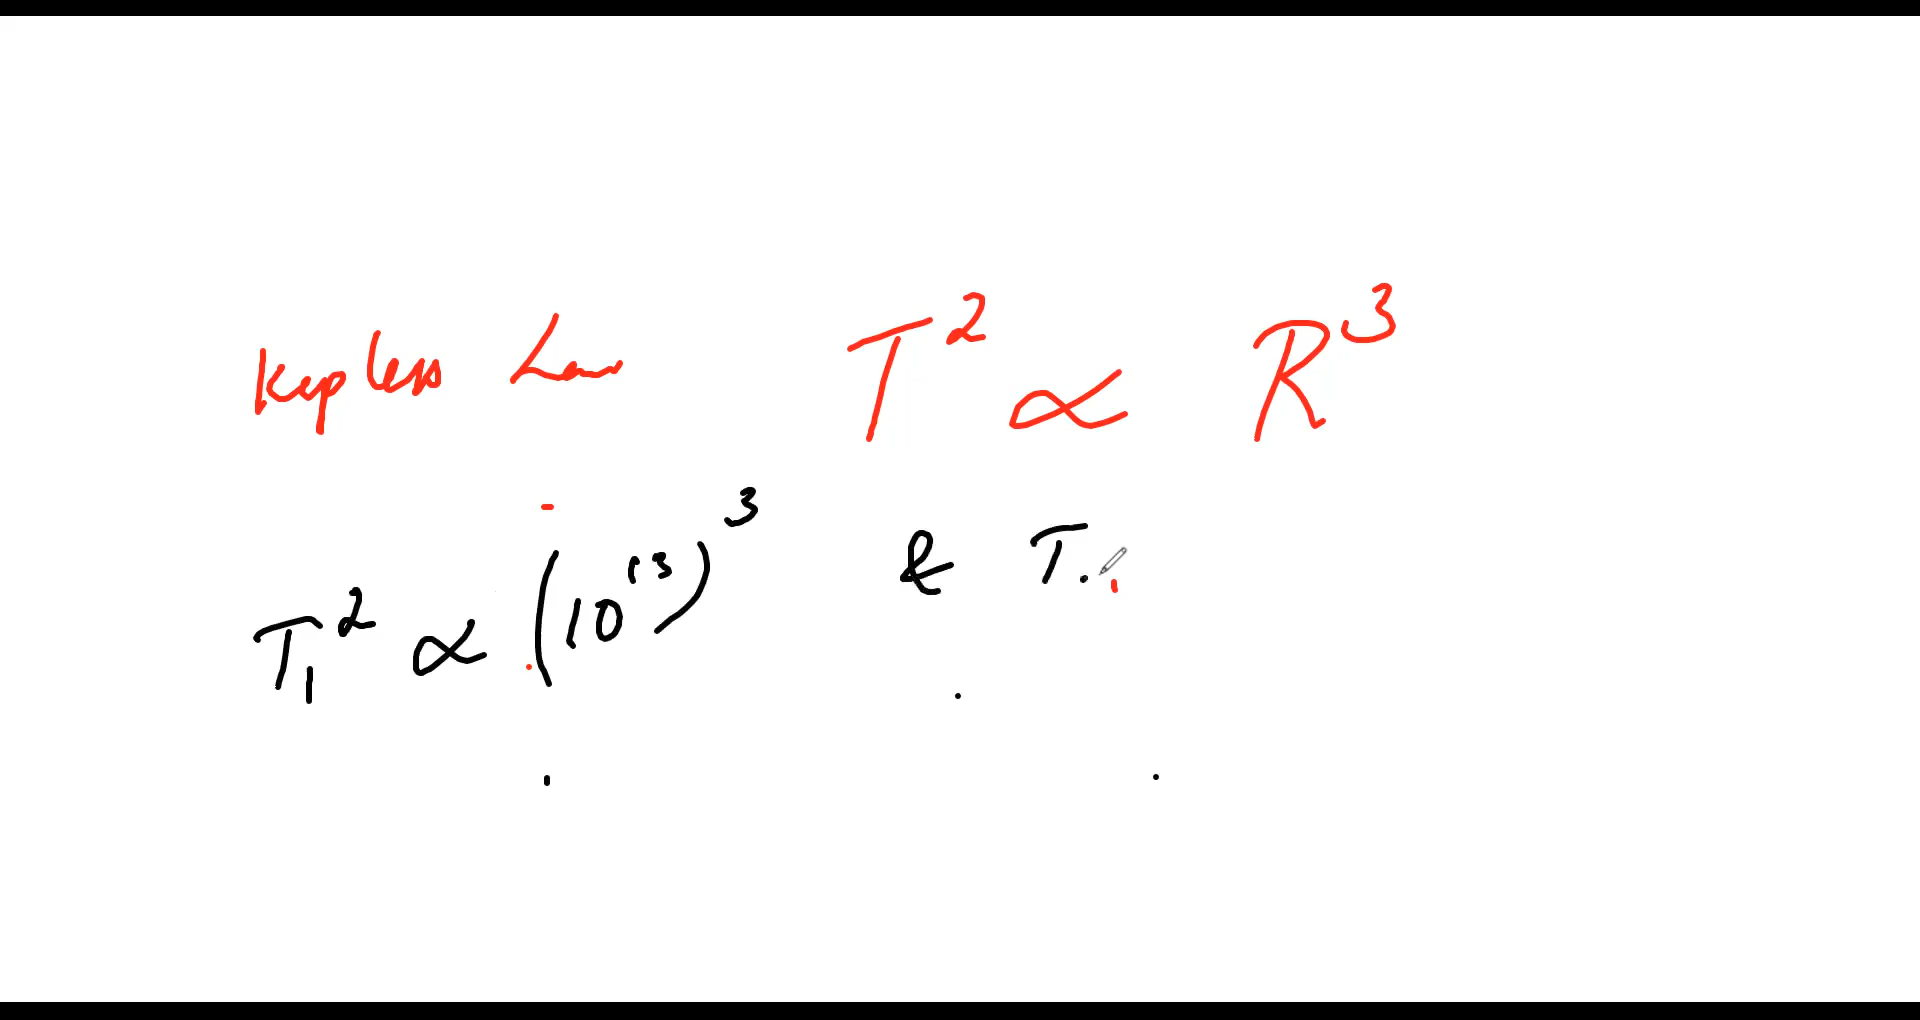 Keplers Law T² ∝ R³
T₁² ∝ (10¹³)³ & T.